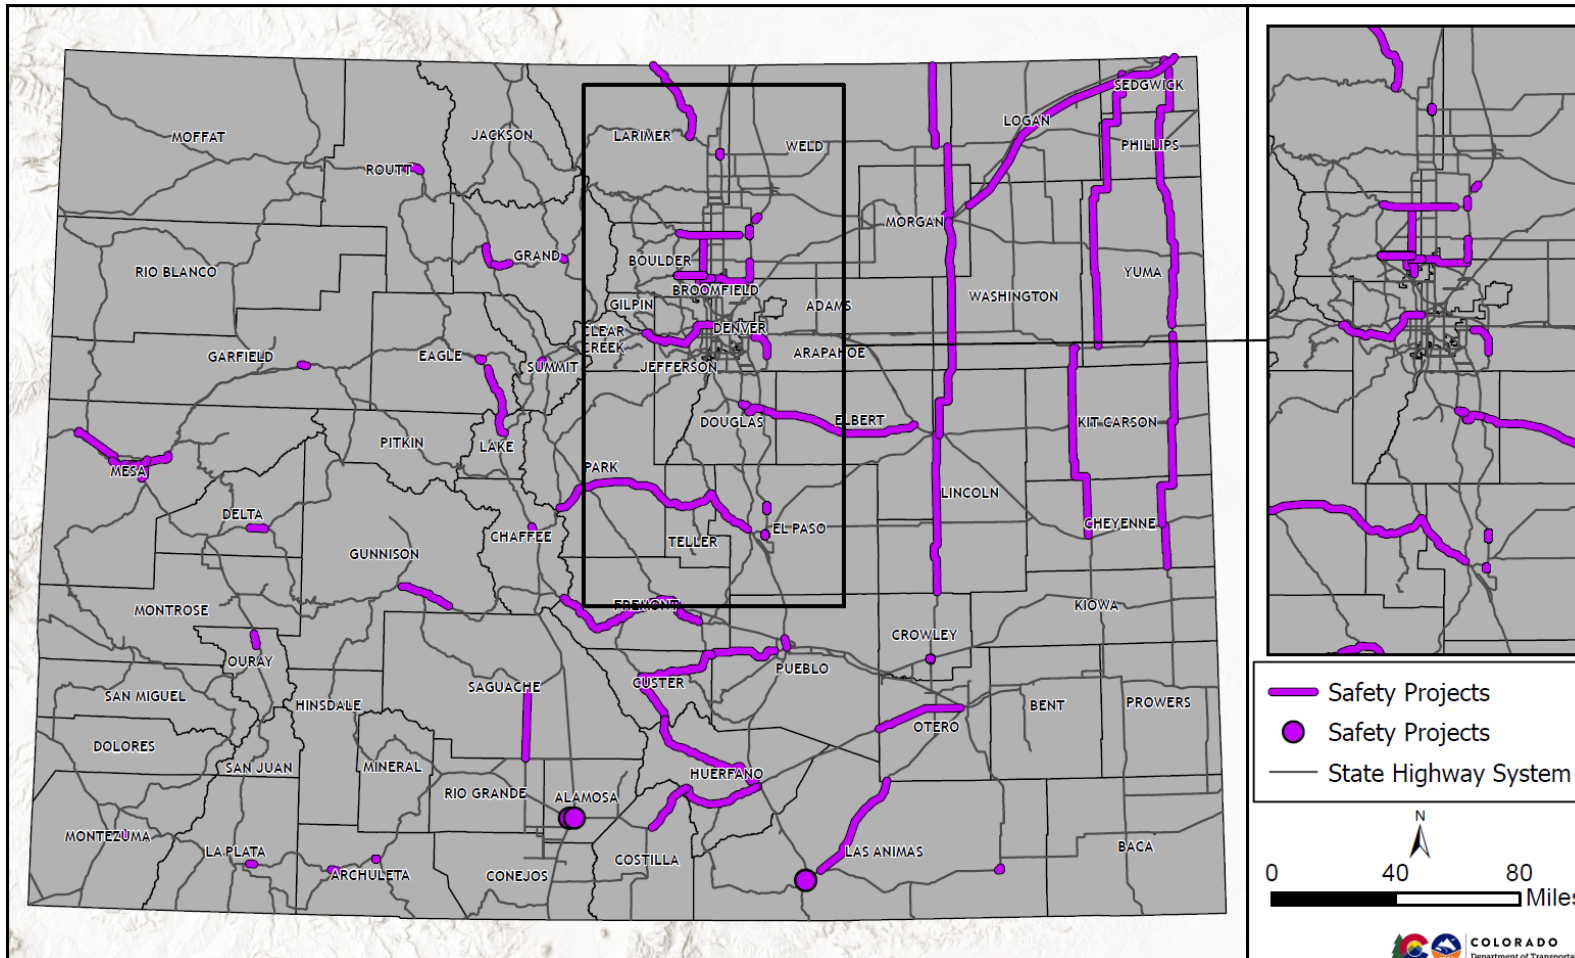 MOFFAT
JACKSON
LARIMER
WELD
LOGAN
SEDGWICK
PHILLIPS
ROUTT
MORGAN
RIO BLANCO
GRAND
BOULDER
BROOMFIELD
GILPIN
ADAMS
WASHINGTON
YUMA
GARFIELD
EAGLE
SUMMIT
CLEAR
CREEK
DENVER
JEFFERSON
ARAPAHOE
MESA
PITKIN
LAKE
PARK
DOUGLAS
ELBERT
KIT CARSON
DELTA
GUNNISON
CHAFFEE
TELLER
EL PASO
LINCOLN
CHEYENNE
MONTROSE
OURAY
FREMONT
CROWLEY
KIOWA
SAN MIGUEL
HINSDALE
SAGUACHE
CUSTER
PUEBLO
OTERO
BENT
PROWERS
DOLORES
SAN JUAN
MINERAL
RIO GRANDE
ALAMOSA
HUERFANO
MONTEZUMA
LA PLATA
ARCHULETA
CONEJOS
COSTILLA
LAS ANIMAS
BACA
Safety Projects
Safety Projects
State Highway System
N
0 40 80
Miles
COLORADO
Department of Transportat